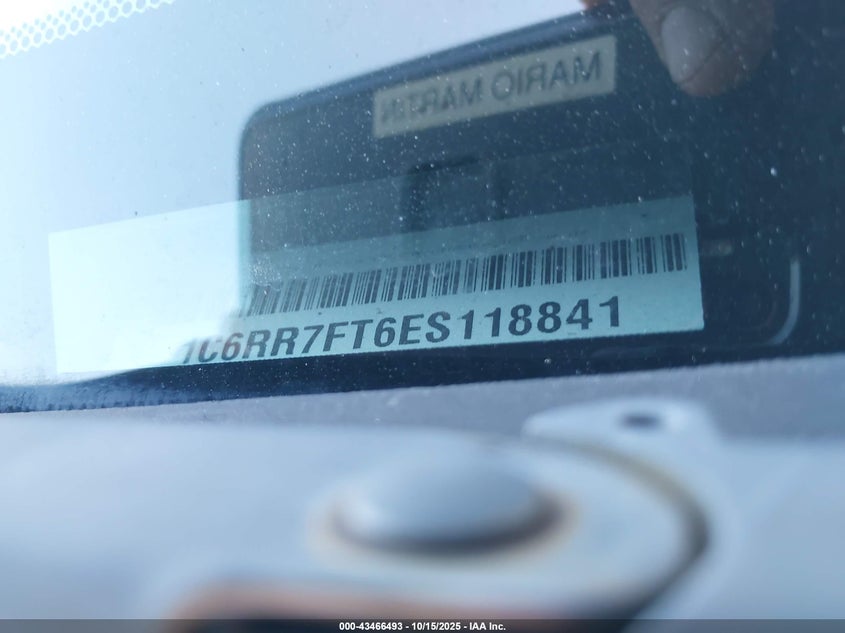 MARIO MARTIN
1C6RR7FT6ES118841
000-43466493 - 10/15/2025 - IAA Inc.